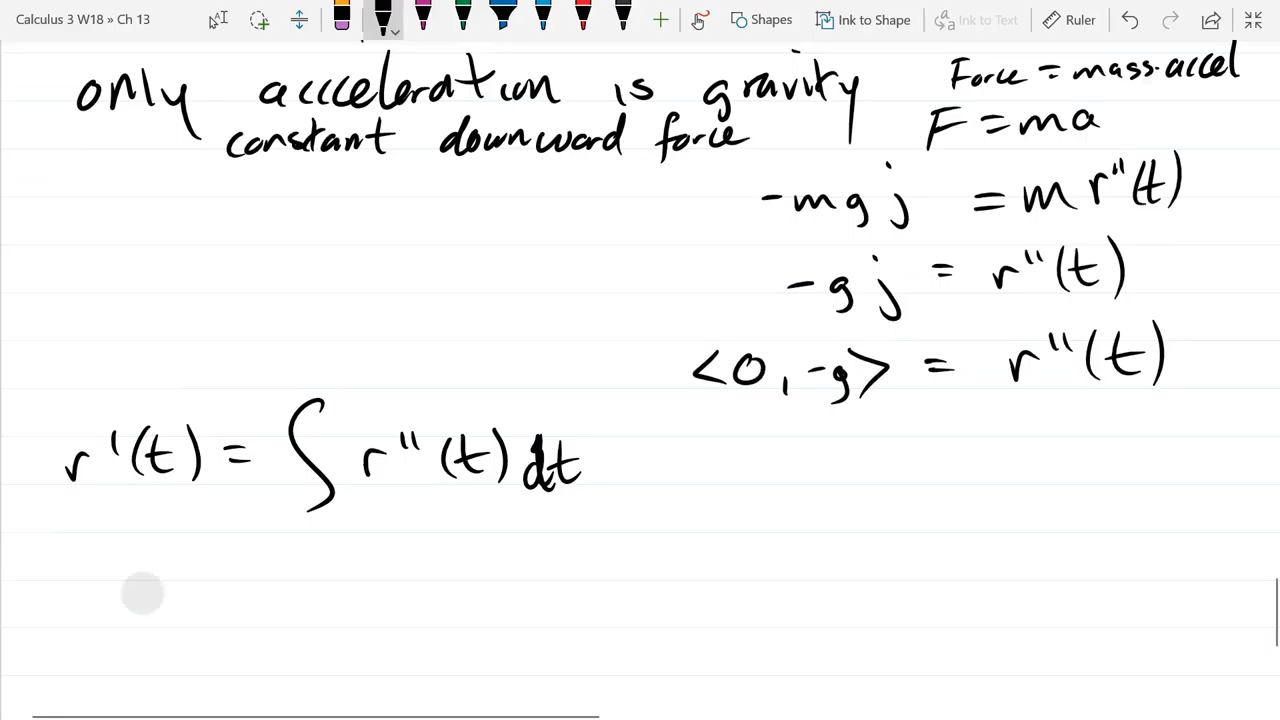 Calculus 3 W18 » Ch 13
Shapes
Ink to Shape
Ink to Text
Ruler
only accceleration is gravity
constant downward force
Force = mass·accel
F = ma
-mg j = m r''(t)
-g j = r''(t)
<0, -g> = r''(t)
r'(t) = ∫ r''(t) dt